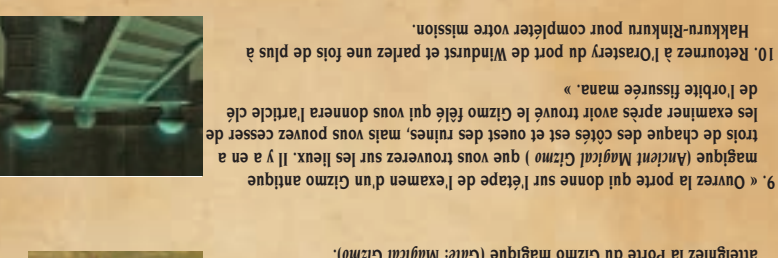 atteigniez la Porte du Gizmo magique (Gate: Magical Gizmo).
9. « Ouvrez la porte qui donne sur l'étape de l'examen d'un Gizmo antique
magique (Ancient Magical Gizmo ) que vous trouverez sur les lieux. Il y a en a
trois de chaque des côtés est et ouest des ruines, mais vous pouvez cesser de
les examiner après avoir trouvé le Gizmo fêlé qui vous donnera l'article clé
de l'orbite fissurée mana. »
10. Retournez à l'Orastery du port de Windurst et parlez une fois de plus à
Hakkuru-Rinkuru pour compléter votre mission.